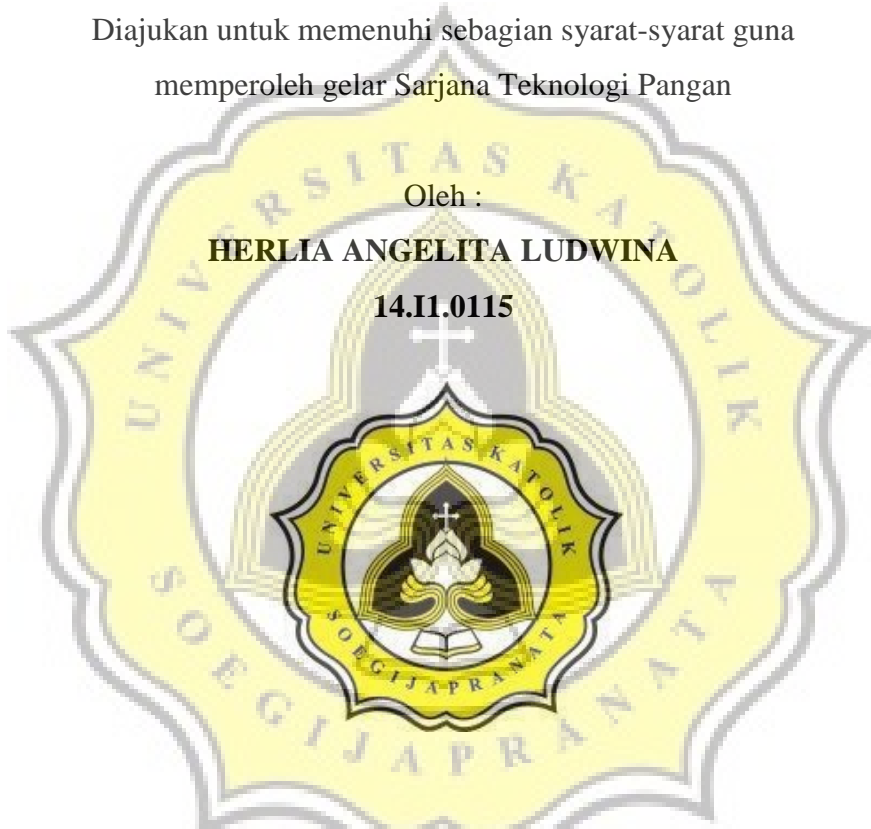 Diajukan untuk memenuhi sebagian syarat-syarat guna
memperoleh gelar Sarjana Teknologi Pangan
Oleh :
HERLIA ANGELITA LUDWINA
14.I1.0115
UNIVERSITAS KATOLIK
SOEGIJAPRANATA
UNIVERSITAS KATOLIK
SOEGIJAPRANATA